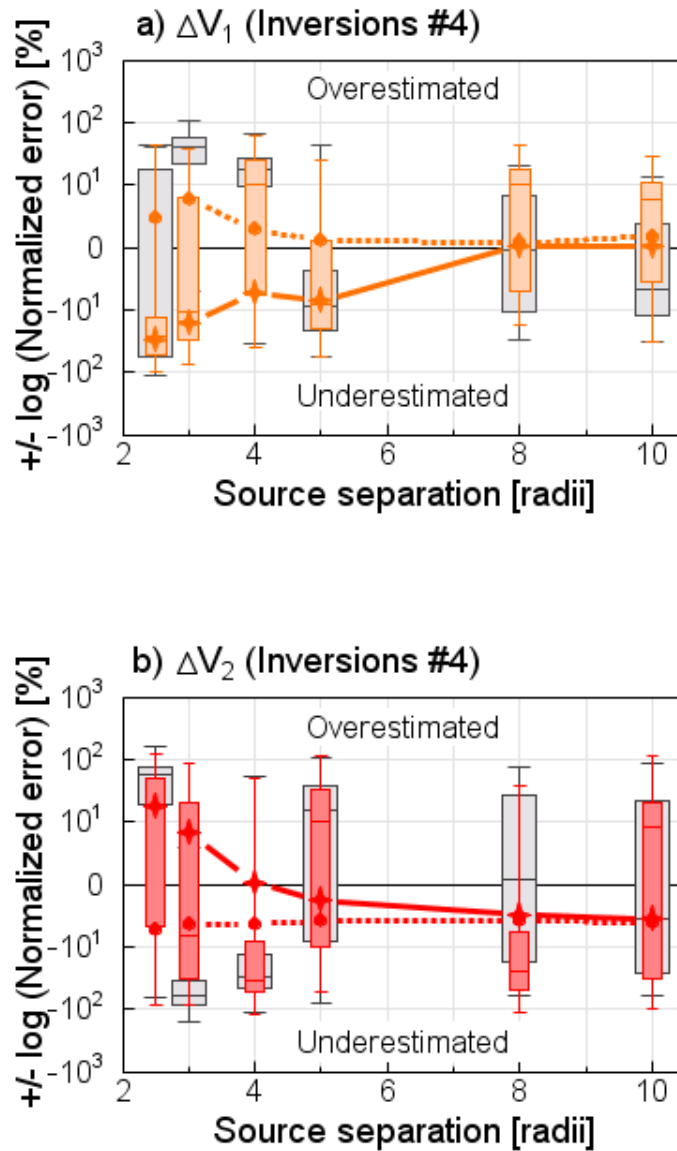 a) ΔV₁ (Inversions #4)
+/- log (Normalized error) [%]
10³
10²
10¹
0
-10¹
-10²
-10³
Overestimated
Underestimated
2 4 6 8 10
Source separation [radii]
b) ΔV₂ (Inversions #4)
+/- log (Normalized error) [%]
10³
10²
10¹
0
-10¹
-10²
-10³
Overestimated
Underestimated
2 4 6 8 10
Source separation [radii]